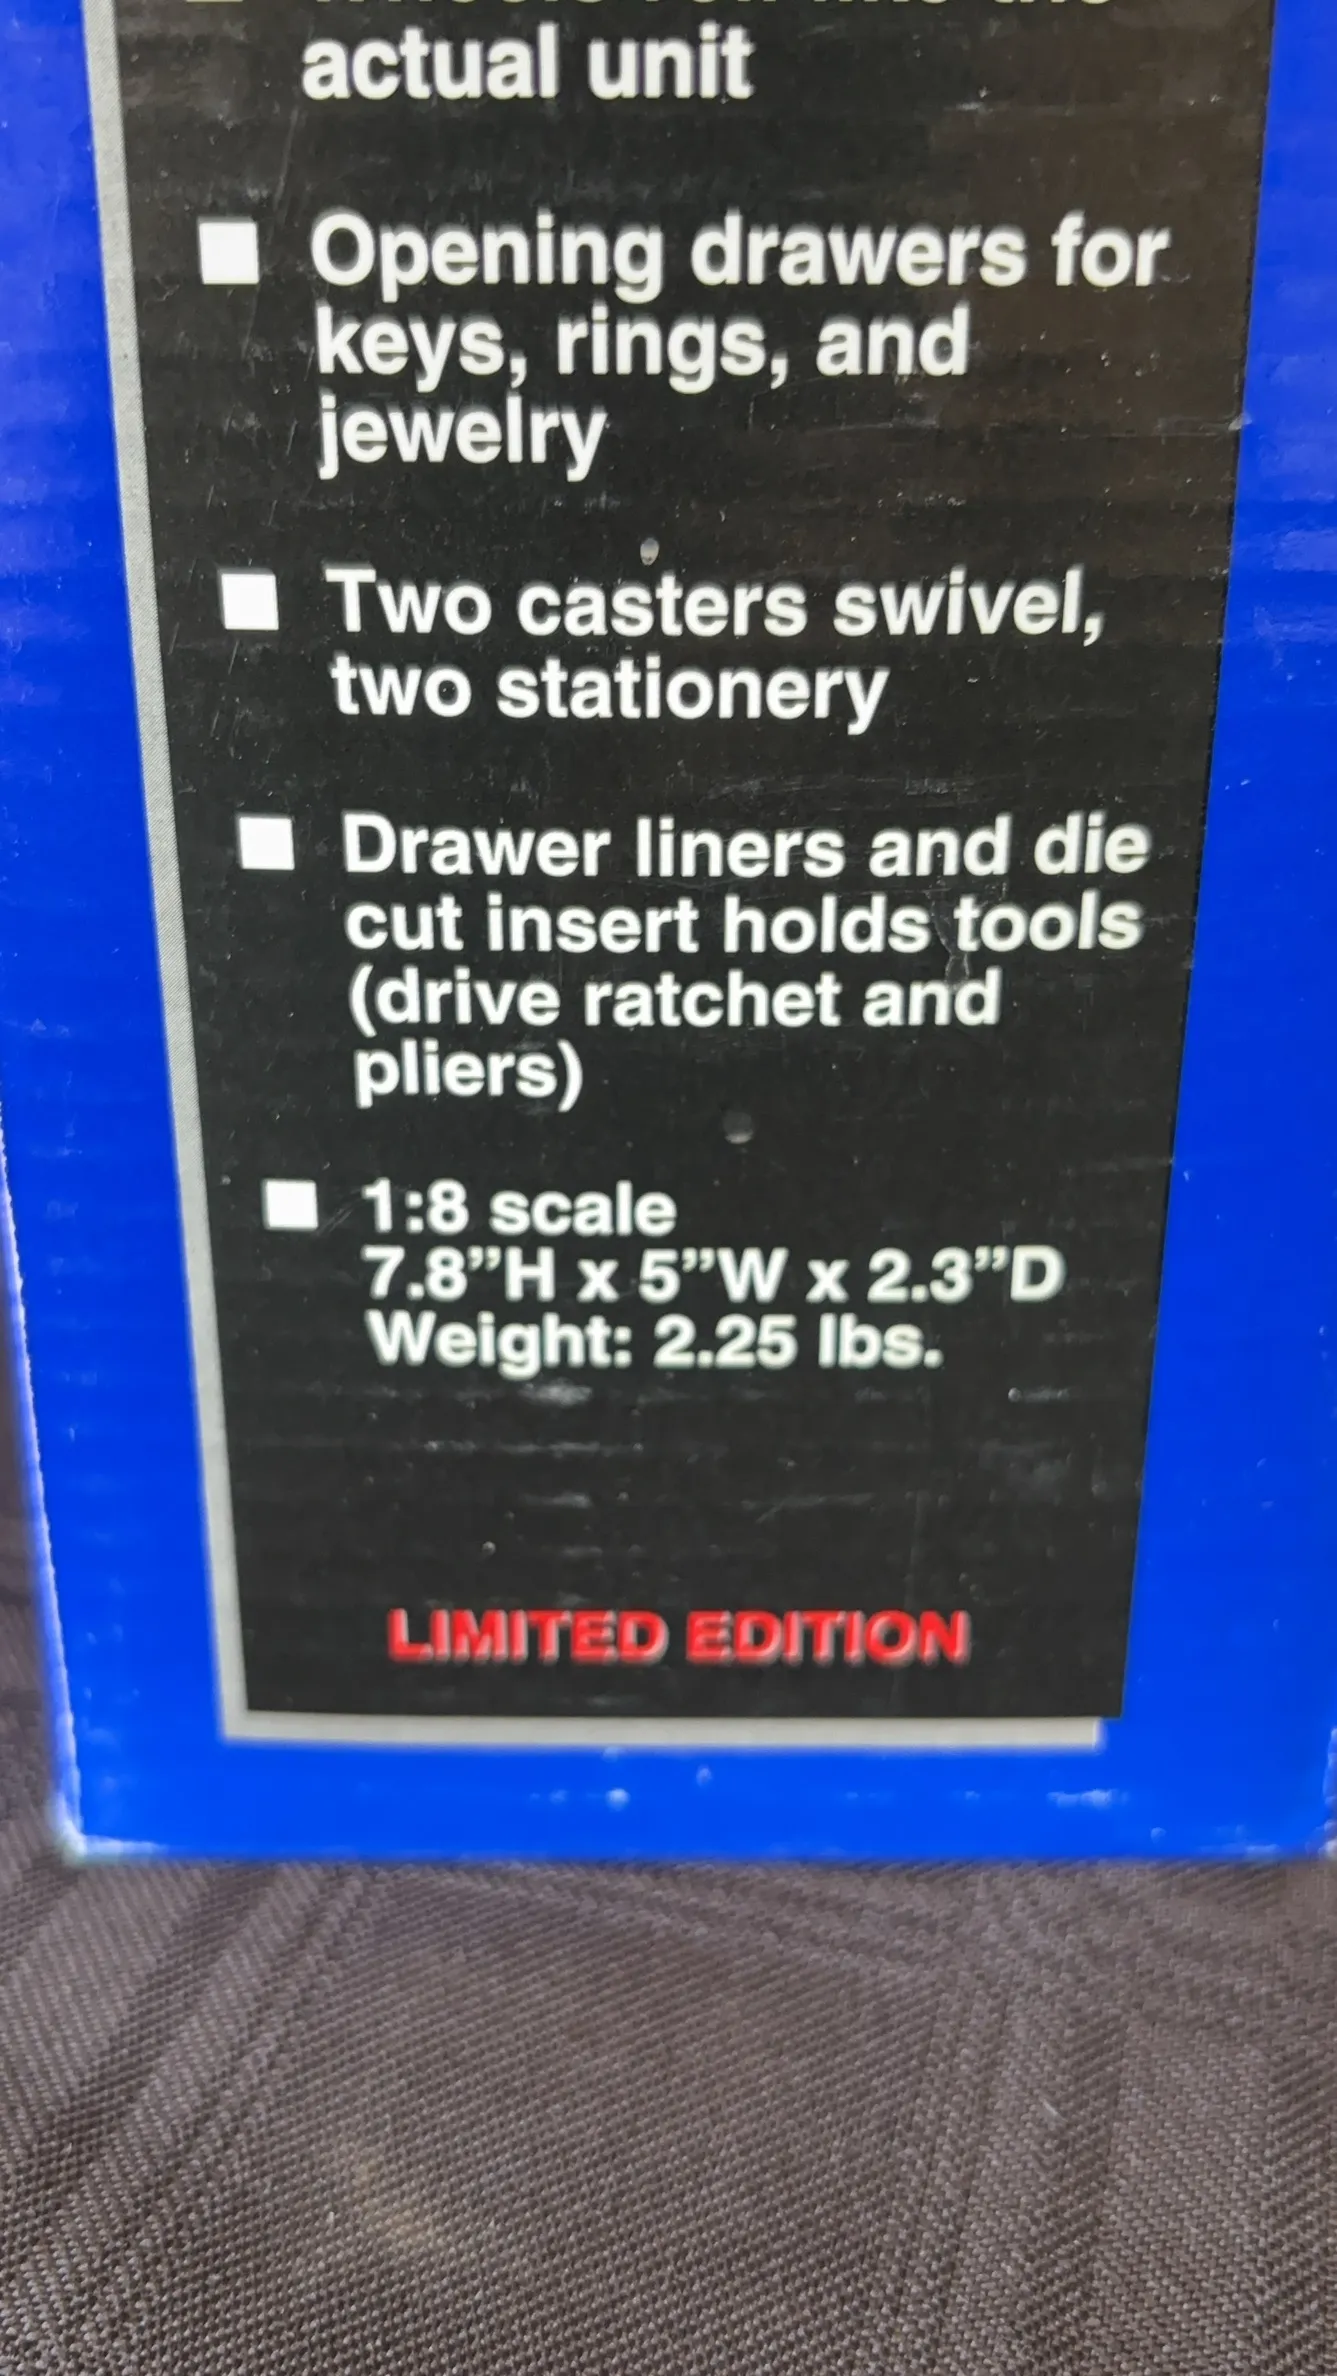 actual unit
■ Opening drawers for
keys, rings, and
jewelry
■ Two casters swivel,
two stationery
■ Drawer liners and die
cut insert holds tools
(drive ratchet and
pliers)
■ 1:8 scale
7.8”H x 5”W x 2.3”D
Weight: 2.25 lbs.
LIMITED EDITION